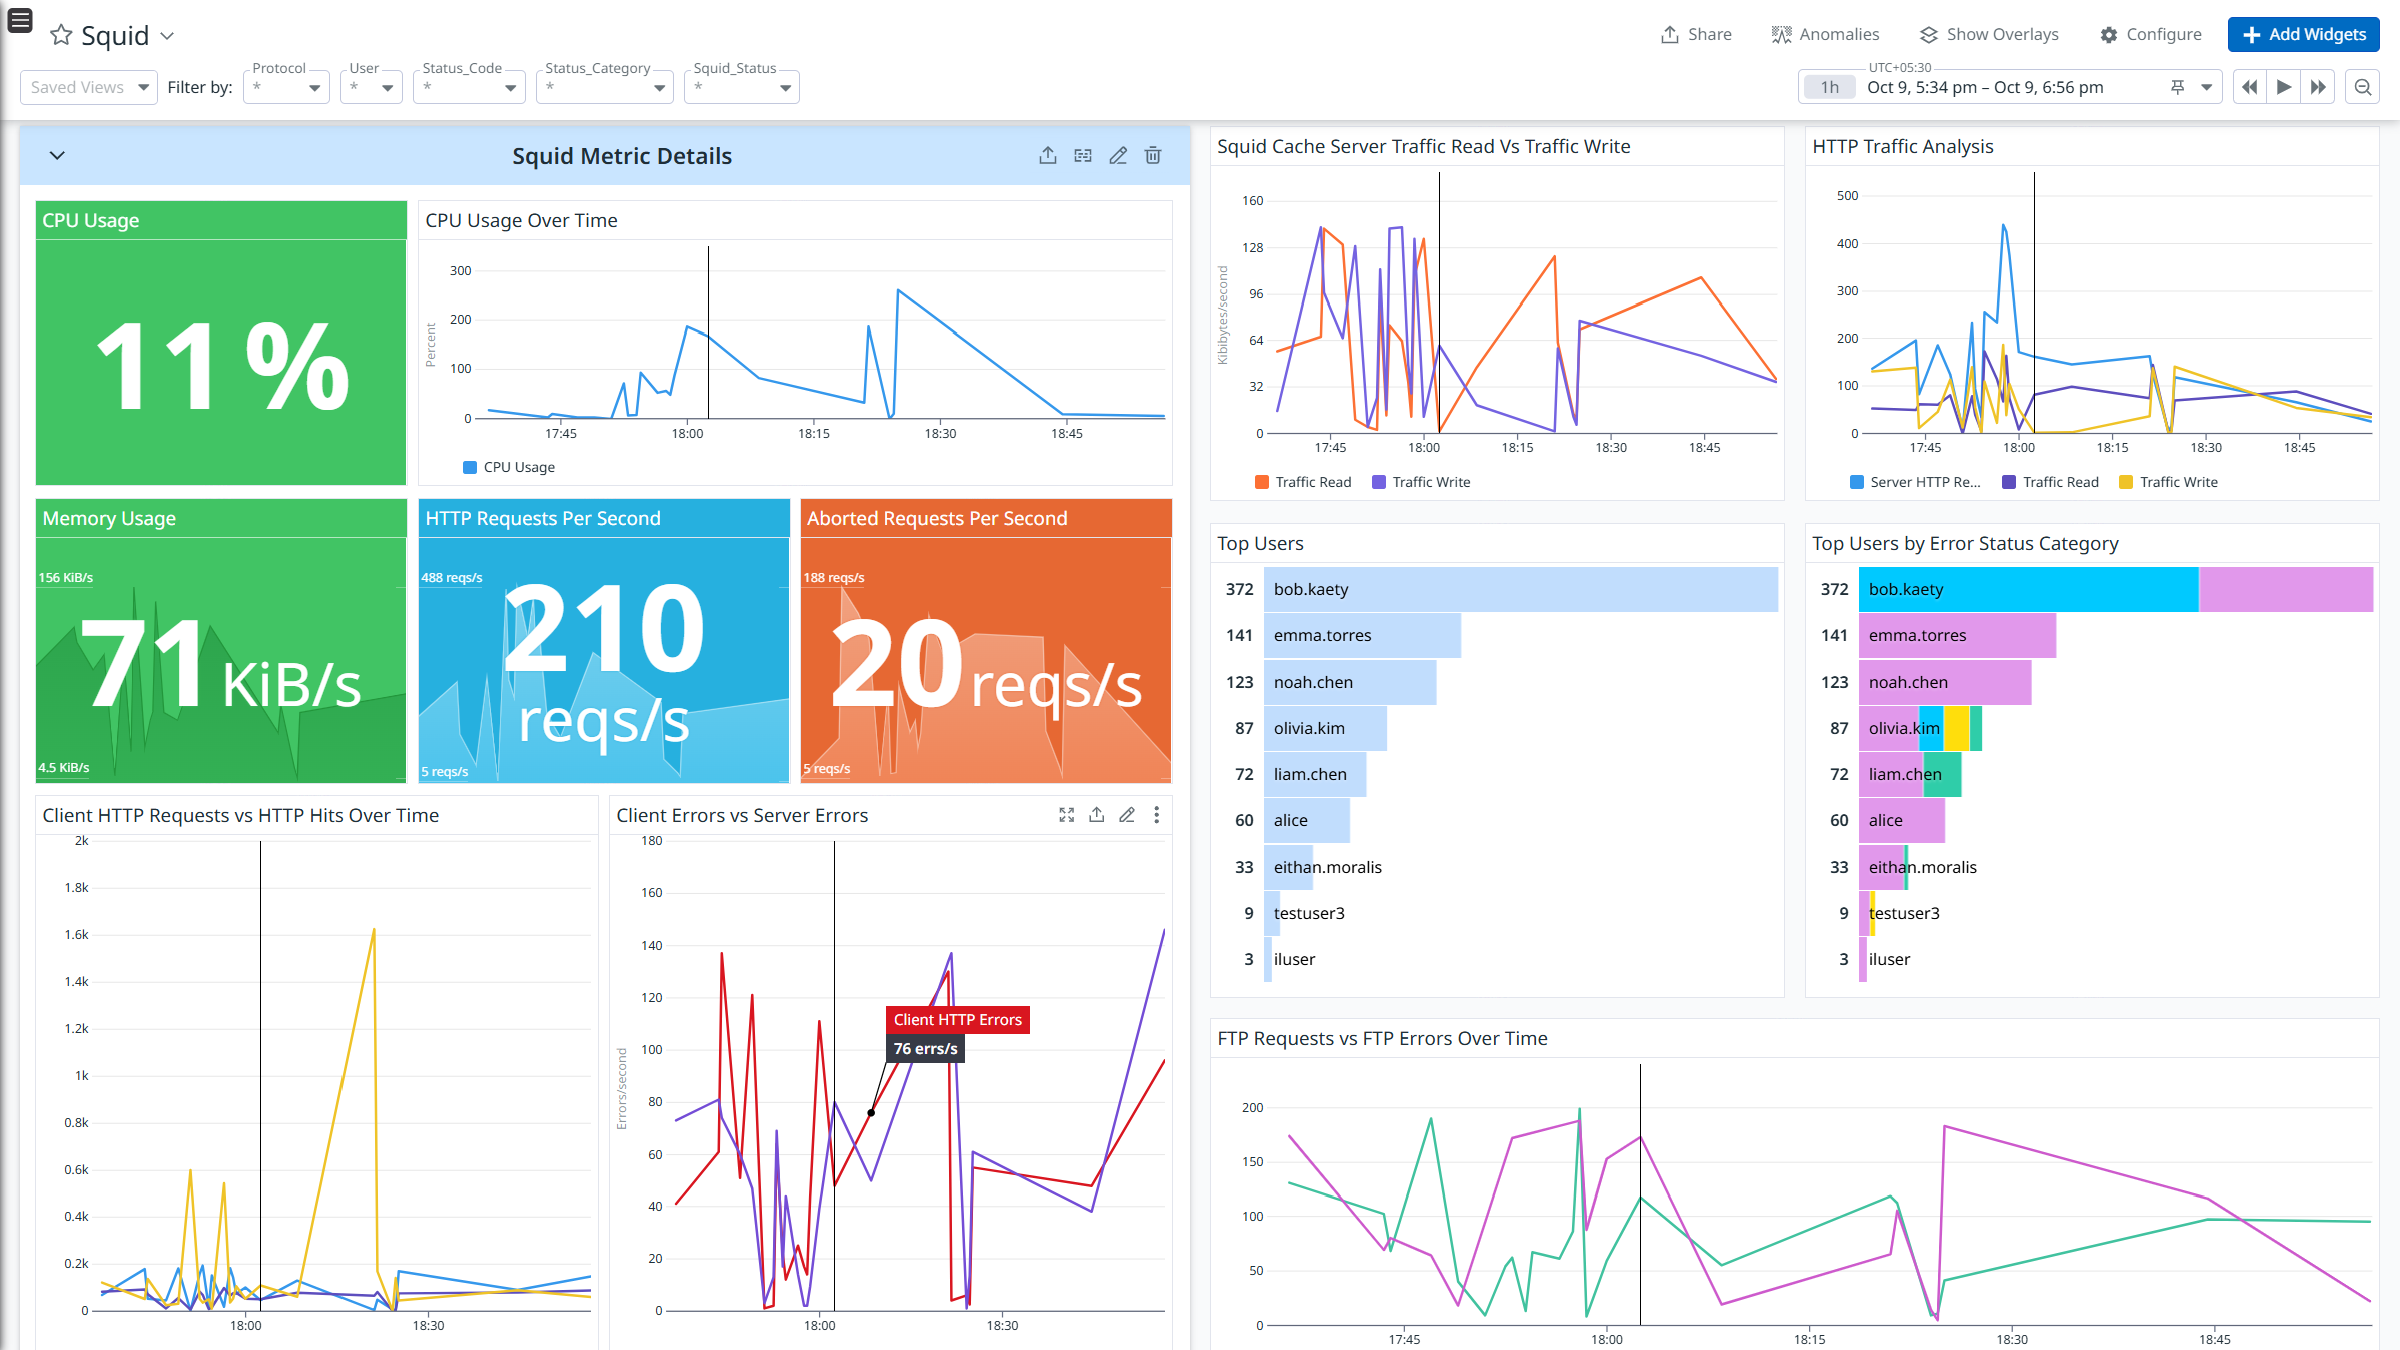 Squid
Share
Anomalies
Show Overlays
Configure
Add Widgets
Saved Views
Filter by:
Protocol
*
User
*
Status_Code
*
Status_Category
*
Squid_Status
*
UTC+05:30
1h
Oct 9, 5:34 pm – Oct 9, 6:56 pm
Squid Metric Details
CPU Usage
11 %
CPU Usage Over Time
Percent
300
200
100
0
17:45
18:00
18:15
18:30
18:45
CPU Usage
Memory Usage
156 KiB/s
71 KiB/s
4.5 KiB/s
HTTP Requests Per Second
488 reqs/s
210
reqs/s
5 reqs/s
Aborted Requests Per Second
188 reqs/s
20 reqs/s
5 reqs/s
Client HTTP Requests vs HTTP Hits Over Time
2k
1.8k
1.6k
1.4k
1.2k
1k
0.8k
0.6k
0.4k
0.2k
0
18:00
18:30
Client Errors vs Server Errors
Errors/second
180
160
140
120
100
80
60
40
20
0
18:00
18:30
Client HTTP Errors
76 errs/s
Squid Cache Server Traffic Read Vs Traffic Write
Kibibytes/second
160
128
96
64
32
0
17:45
18:00
18:15
18:30
18:45
Traffic Read
Traffic Write
HTTP Traffic Analysis
500
400
300
200
100
0
17:45
18:00
18:15
18:30
18:45
Server HTTP Re...
Traffic Read
Traffic Write
Top Users
372 bob.kaety
141 emma.torres
123 noah.chen
87 olivia.kim
72 liam.chen
60 alice
33 eithan.moralis
9 testuser3
3 iluser
Top Users by Error Status Category
372 bob.kaety
141 emma.torres
123 noah.chen
87 olivia.kim
72 liam.chen
60 alice
33 eithan.moralis
9 testuser3
3 iluser
FTP Requests vs FTP Errors Over Time
200
150
100
50
0
17:45
18:00
18:15
18:30
18:45